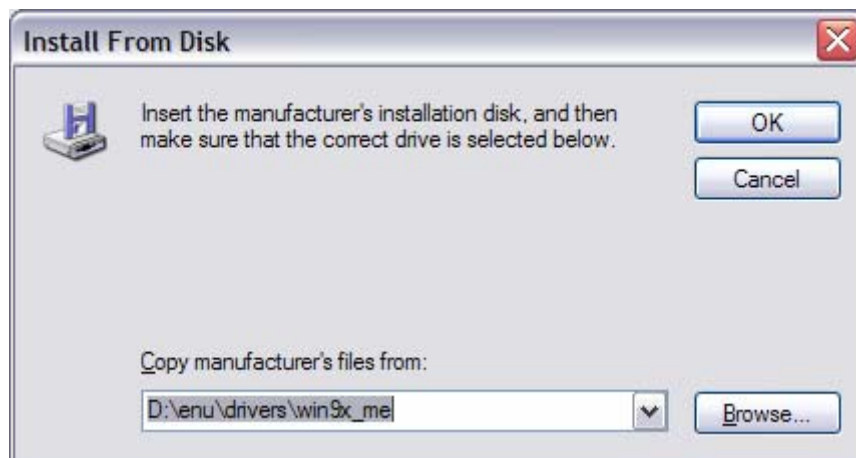 Install From Disk
Insert the manufacturer's installation disk, and then
make sure that the correct drive is selected below.
OK
Cancel
Copy manufacturer's files from:
D:\enu\drivers\win9x_me
Browse...